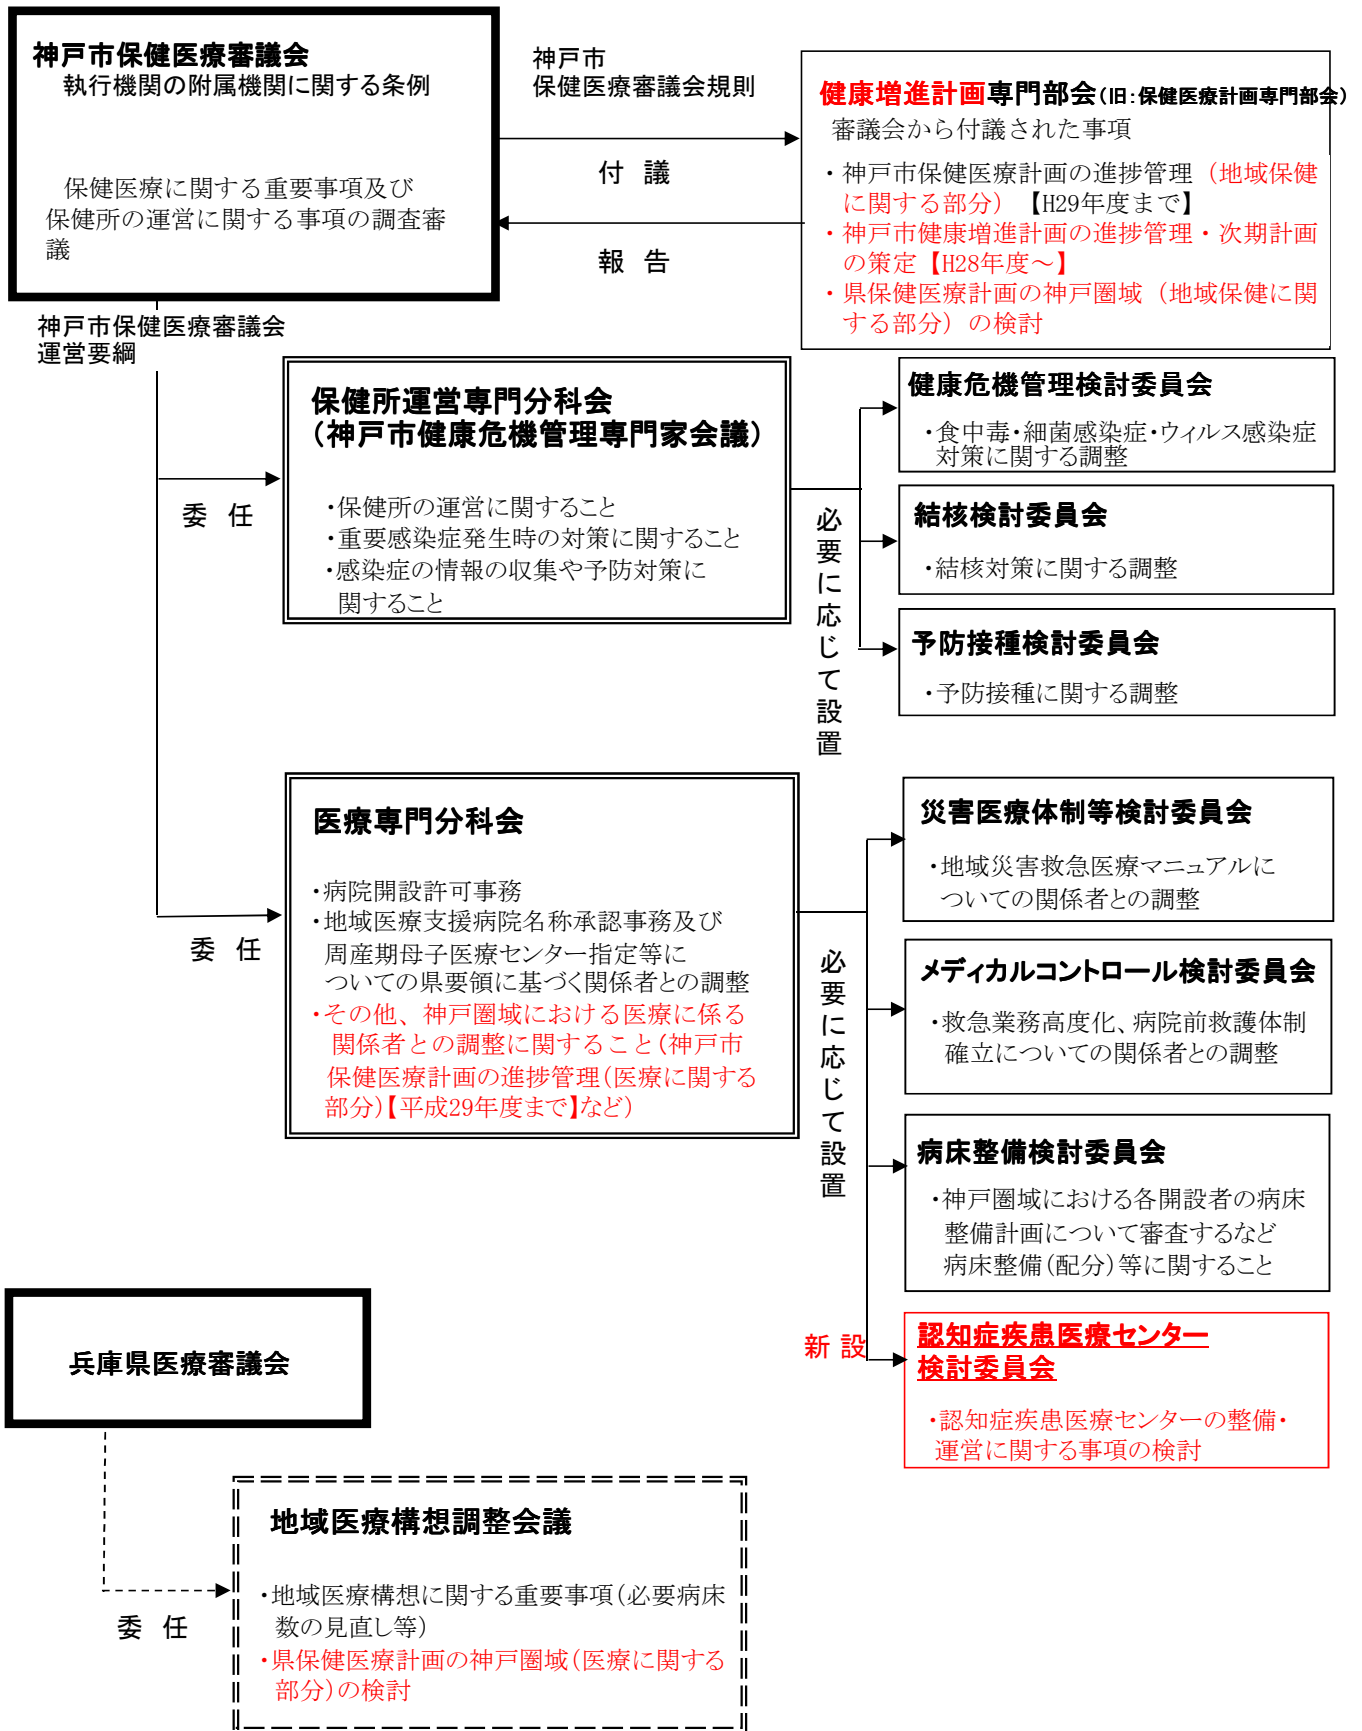 神戸市保健医療審議会
執行機関の附属機関に関する条例
保健医療に関する重要事項及び
保健所の運営に関する事項の調査審
議
神戸市
保健医療審議会規則
付 議
報 告
健康増進計画専門部会(旧:保健医療計画専門部会)
審議会から付議された事項
・神戸市保健医療計画の進捗管理（地域保健
に関する部分）【H29年度まで】
・神戸市健康増進計画の進捗管理・次期計画
の策定【H28年度～】
・県保健医療計画の神戸圏域（地域保健に関
する部分）の検討
神戸市保健医療審議会
運営要綱
委 任
保健所運営専門分科会
(神戸市健康危機管理専門家会議)
・保健所の運営に関すること
・重要感染症発生時の対策に関すること
・感染症の情報の収集や予防対策に
関すること
必要に応じて設置
健康危機管理検討委員会
・食中毒・細菌感染症・ウィルス感染症
対策に関する調整
結核検討委員会
・結核対策に関する調整
予防接種検討委員会
・予防接種に関する調整
委 任
医療専門分科会
・病院開設許可事務
・地域医療支援病院名称承認事務及び
周産期母子医療センター指定等に
ついての県要領に基づく関係者との調整
・その他、神戸圏域における医療に係る
関係者との調整に関すること(神戸市
保健医療計画の進捗管理(医療に関する
部分)【平成29年度まで】など)
必要に応じて設置
災害医療体制等検討委員会
・地域災害救急医療マニュアルに
ついての関係者との調整
メディカルコントロール検討委員会
・救急業務高度化、病院前救護体制
確立についての関係者との調整
病床整備検討委員会
・神戸圏域における各開設者の病床
整備計画について審査するなど
病床整備(配分)等に関すること
新 設
認知症疾患医療センター
検討委員会
・認知症疾患医療センターの整備・
運営に関する事項の検討
兵庫県医療審議会
委 任
地域医療構想調整会議
・地域医療構想に関する重要事項(必要病床
数の見直し等)
・県保健医療計画の神戸圏域(医療に関する
部分)の検討